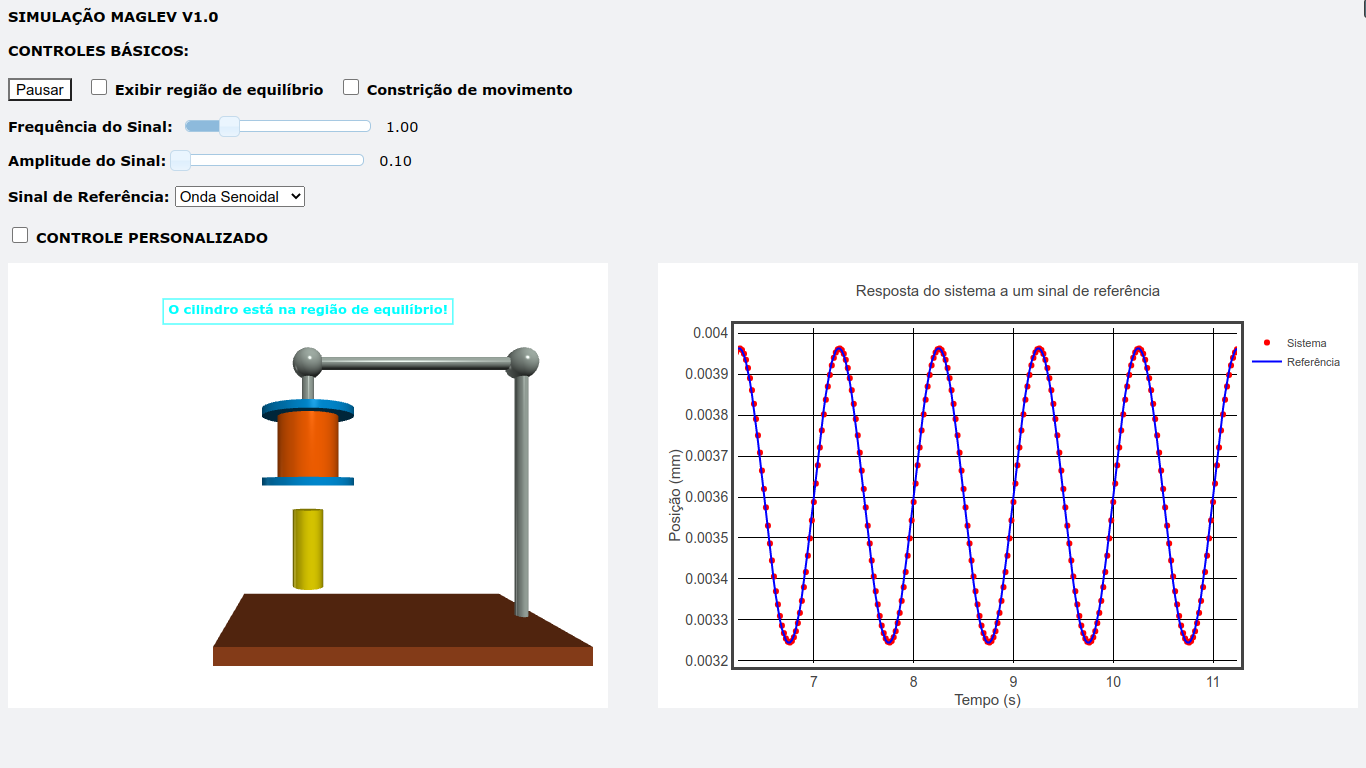 SIMULAÇÃO MAGLEV V1.0
CONTROLES BÁSICOS:
Pausar Exibir região de equilíbrio Constrição de movimento
Frequência do Sinal: 1.00
Amplitude do Sinal: 0.10
Sinal de Referência: Onda Senoidal
CONTROLE PERSONALIZADO
O cilindro está na região de equilíbrio!
Resposta do sistema a um sinal de referência
0.004
0.0039
0.0038
0.0037
0.0036
0.0035
0.0034
0.0033
0.0032
Posição (mm)
7 8 9 10 11
Tempo (s)
Sistema
Referência